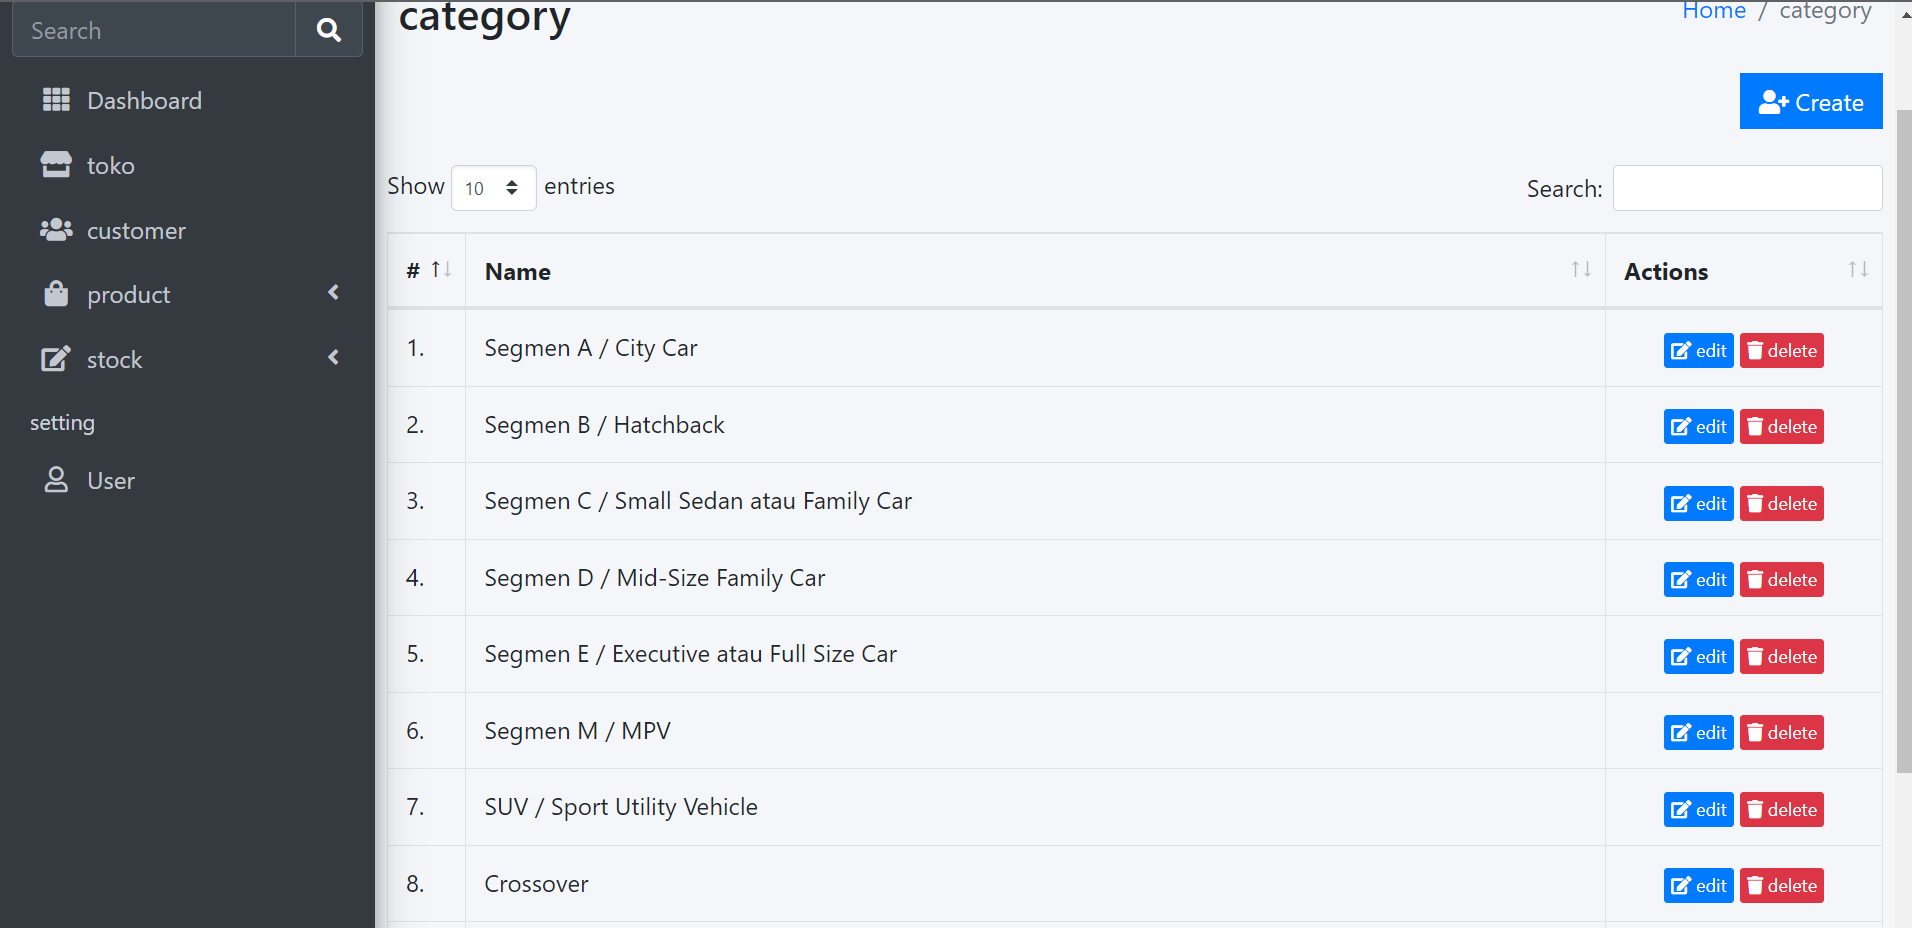 Search
Dashboard
toko
customer
product
stock
setting
User
category
Home / category
Create
Show 10 entries
Search:
# Name Actions
1. Segmen A / City Car edit delete
2. Segmen B / Hatchback edit delete
3. Segmen C / Small Sedan atau Family Car edit delete
4. Segmen D / Mid-Size Family Car edit delete
5. Segmen E / Executive atau Full Size Car edit delete
6. Segmen M / MPV edit delete
7. SUV / Sport Utility Vehicle edit delete
8. Crossover edit delete